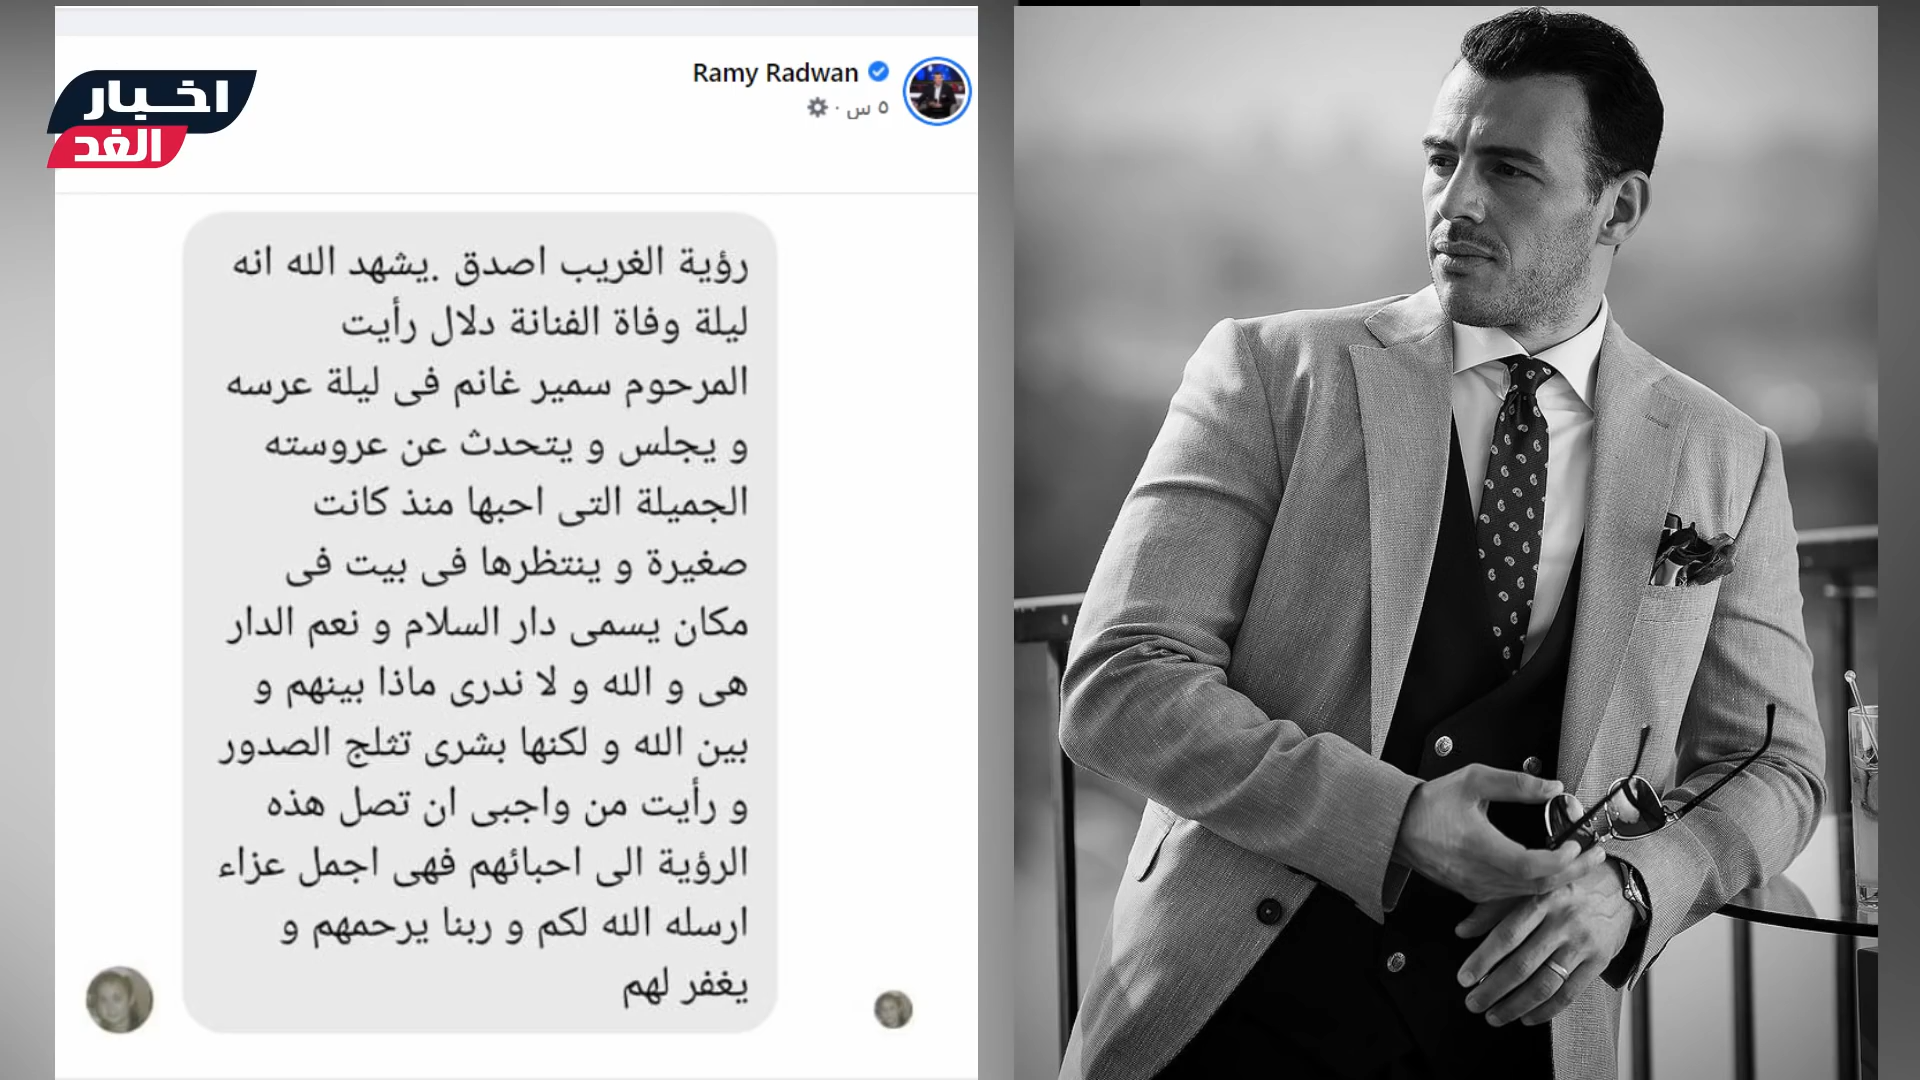 اخبار
الغد
Ramy Radwan
٥ س ·
رؤية الغريب اصدق .يشهد الله انه
ليلة وفاة الفنانة دلال رأيت
المرحوم سمير غانم فى ليلة عرسه
و يجلس و يتحدث عن عروسته
الجميلة التى احبها منذ كانت
صغيرة و ينتظرها فى بيت فى
مكان يسمى دار السلام و نعم الدار
هى و الله و لا ندرى ماذا بينهم و
بين الله و لكنها بشرى تثلج الصدور
و رأيت من واجبى ان تصل هذه
الرؤية الى احبائهم فهى اجمل عزاء
ارسله الله لكم و ربنا يرحمهم و
يغفر لهم